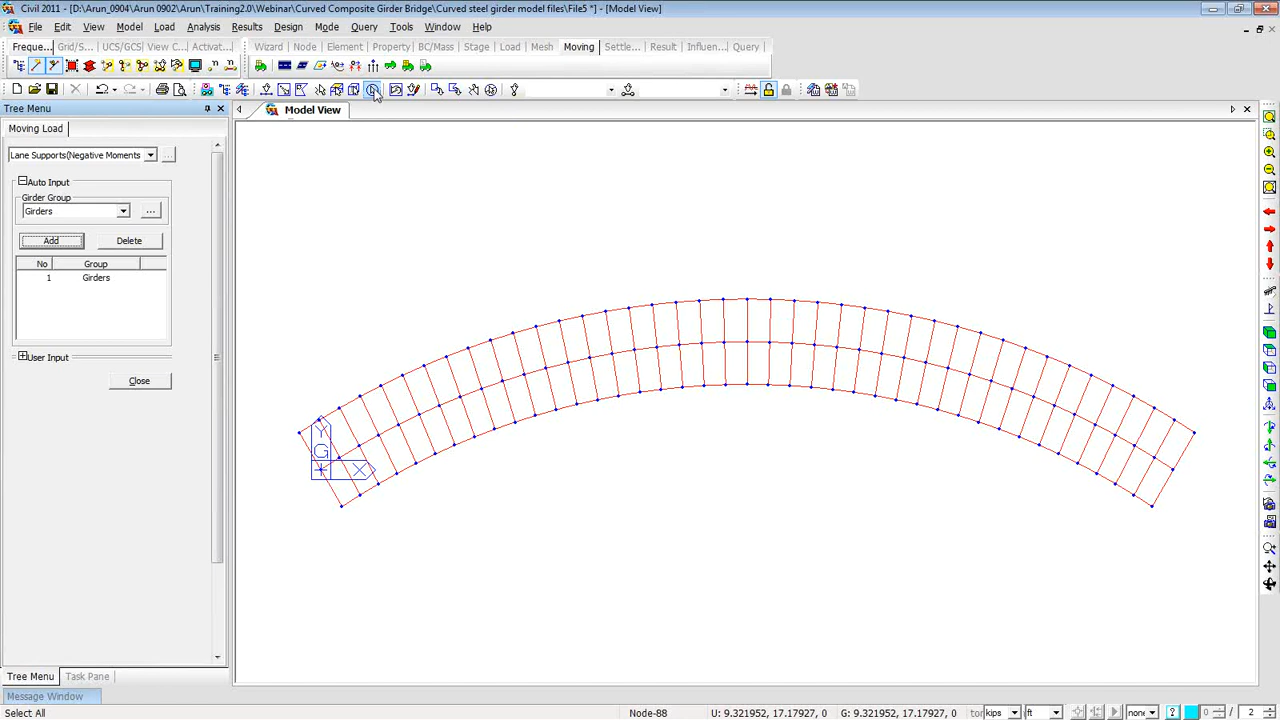 Civil 2011 - [D:\Arun_0904\Arun 0902\Arun\Training2.0\Webinar\Curved Composite Girder Bridge\Curved steel girder model files\File5 *] - [Model View]
File Edit View Model Load Analysis Results Design Mode Query Tools Window Help
Freque... Grid/S... UCS/GCS View C... Activat... Wizard Node Element Property BC/Mass Stage Load Mesh Moving Settle... Result Influen... Query
Tree Menu
Model View
Moving Load
Lane Supports(Negative Moments
Auto Input
Girder Group
Girders
Add Delete
No Group
1 Girders
User Input
Close
Y
G
X
Tree Menu Task Pane
Message Window
Select All Node-88 U: 9.321952, 17.17927, 0 G: 9.321952, 17.17927, 0 kips ft none 0 / 2